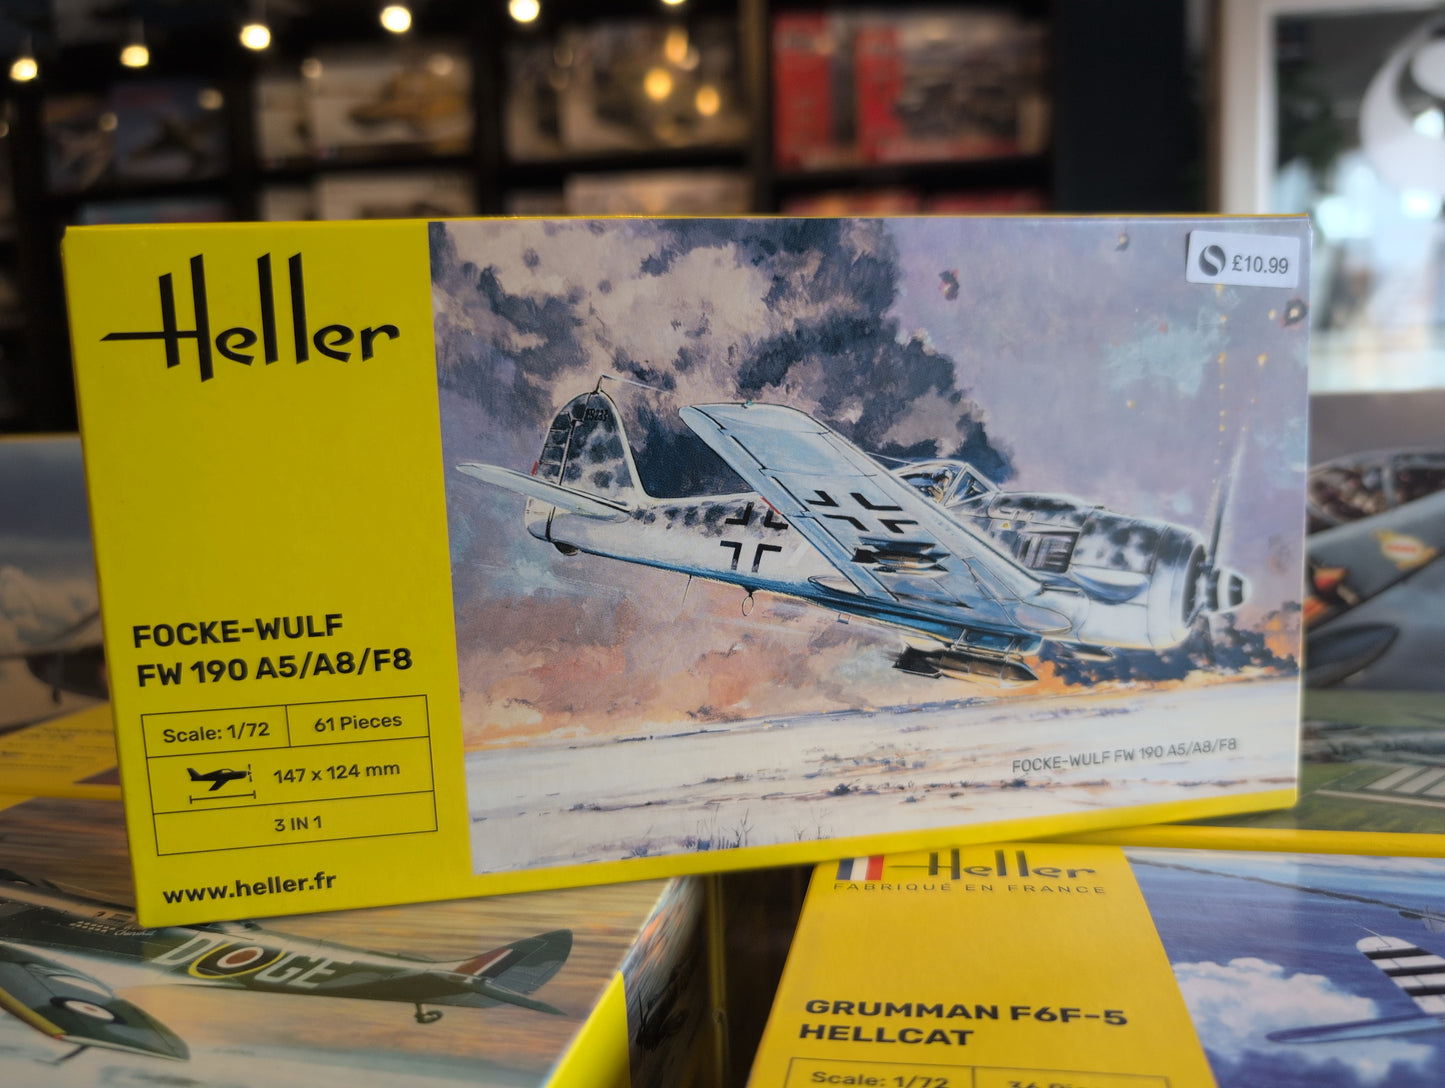 Heller
£10.99
FOCKE-WULF
FW 190 A5/A8/F8
Scale: 1/72
61 Pieces
147 x 124 mm
3 IN 1
www.heller.fr
FOCKE-WULF FW 190 A5/A8/F8
Heller
FABRIQUÉ EN FRANCE
GRUMMAN F6F-5
HELLCAT
Scale: 1/72
D GE